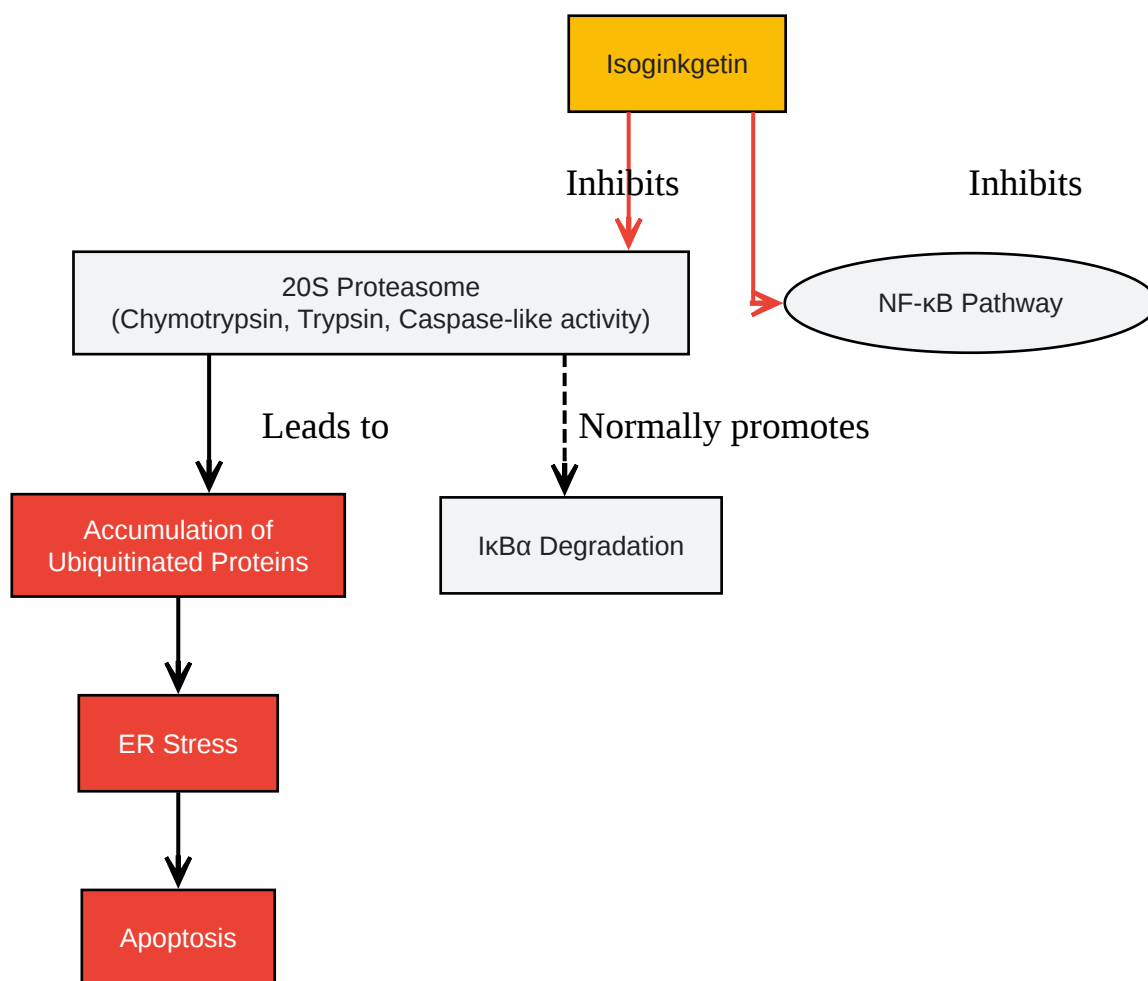 Isoginkgetin
Inhibits
Inhibits
20S Proteasome
(Chymotrypsin, Trypsin, Caspase-like activity)
NF-κB Pathway
Leads to
Normally promotes
Accumulation of
Ubiquitinated Proteins
IκBα Degradation
ER Stress
Apoptosis